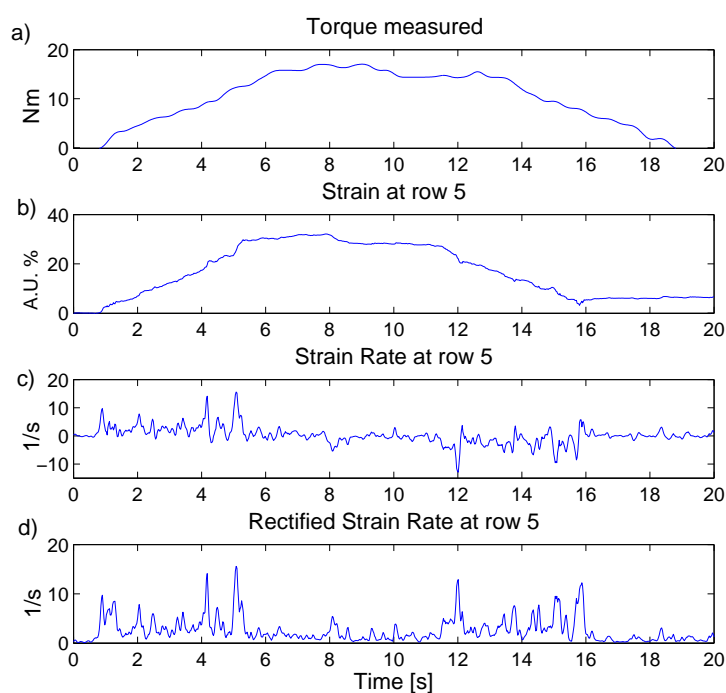 a)
Torque measured
Nm
20
10
0
0 2 4 6 8 10 12 14 16 18 20
Strain at row 5
b)
A.U. %
40
20
0
0 2 4 6 8 10 12 14 16 18 20
Strain Rate at row 5
c)
1/s
20
10
0
−10
0 2 4 6 8 10 12 14 16 18 20
Rectified Strain Rate at row 5
d)
1/s
20
10
0
0 2 4 6 8 10 12 14 16 18 20
Time [s]